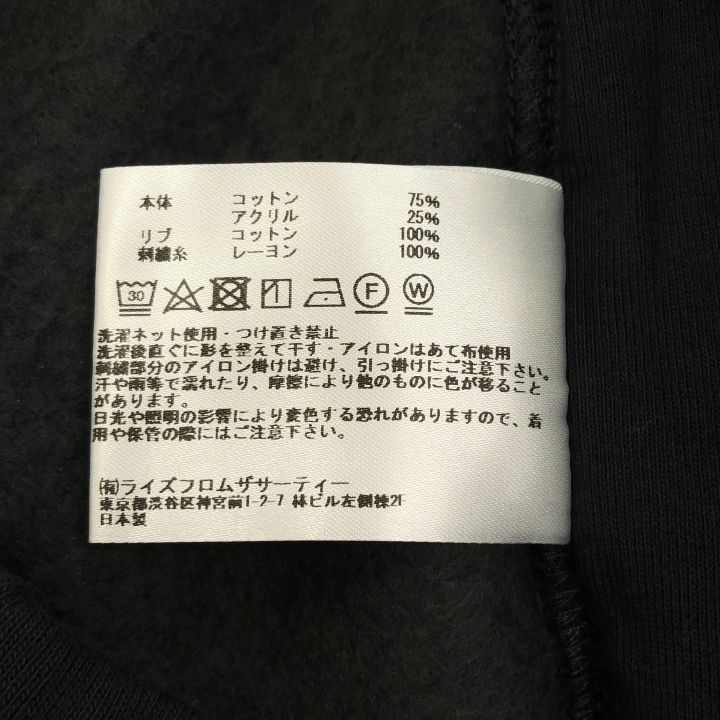 本体 コットン 75%
アクリル 25%
リブ コットン 100%
刺繍糸 レーヨン 100%
30 F W
洗濯ネット使用・つけ置き禁止
洗濯後直ぐに形を整えて干す・アイロンはあて布使用
刺繍部分のアイロン掛けは避け、引っ掛けにご注意下さい。
汗や雨等で濡れたり、摩擦により他のものに色が移ること
があります。
日光や照明の影響により変色する恐れがありますので、着
用や保管の際にはご注意下さい。
㈲ライズフロムザサーティー
東京都渋谷区神宮前1-2-7 林ビル左側棟2F
日本製